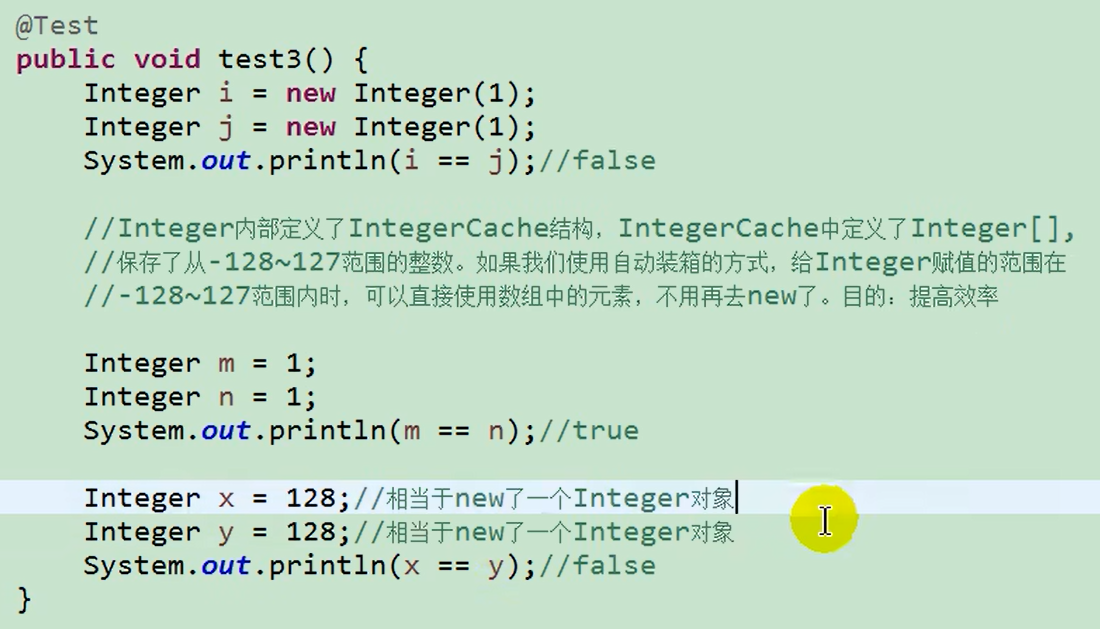 @Test
public void test3() {
    Integer i = new Integer(1);
    Integer j = new Integer(1);
    System.out.println(i == j);//false

    //Integer内部定义了IntegerCache结构，IntegerCache中定义了Integer[],
    //保存了从-128~127范围的整数。如果我们使用自动装箱的方式，给Integer赋值的范围在
    //-128~127范围内时，可以直接使用数组中的元素，不用再去new了。目的：提高效率

    Integer m = 1;
    Integer n = 1;
    System.out.println(m == n);//true

    Integer x = 128;//相当于new了一个Integer对象
    Integer y = 128;//相当于new了一个Integer对象
    System.out.println(x == y);//false
}